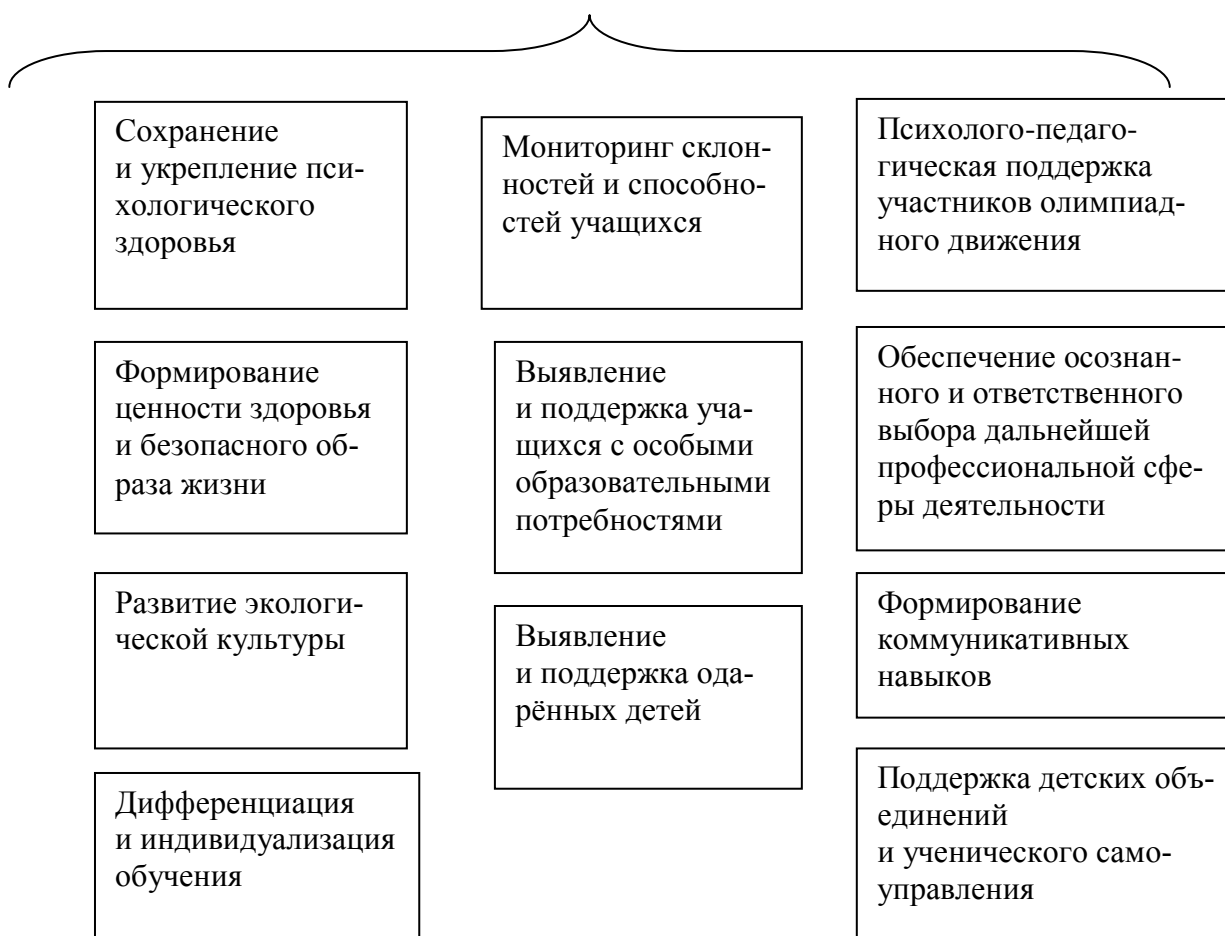 Сохранение
и укрепление пси-
хологического
здоровья
Мониторинг склон-
ностей и способно-
стей учащихся
Психолого-педаго-
гическая поддержка
участников олимпиад-
ного движения
Формирование
ценности здоровья
и безопасного об-
раза жизни
Выявление
и поддержка уча-
щихся с особыми
образовательными
потребностями
Обеспечение осознан-
ного и ответственного
выбора дальнейшей
профессиональной сфе-
ры деятельности
Развитие экологи-
ческой культуры
Выявление
и поддержка ода-
рённых детей
Формирование
коммуникативных
навыков
Дифференциация
и индивидуализация
обучения
Поддержка детских объ-
единений
и ученического само-
управления